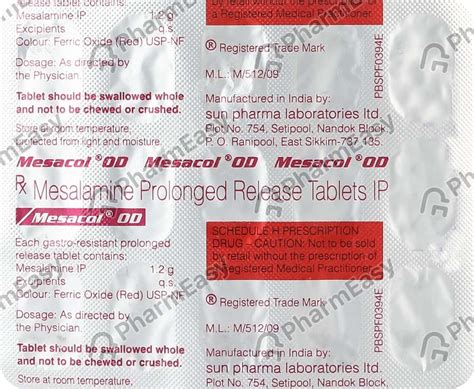 release tablet contains:
Mesalamine IP 1.2 g
Excipients q.s.
Colour: Ferric Oxide (Red) USP-NF
Dosage: As directed by
the Physician.
Tablet should be swallowed whole
and not to be chewed or crushed.
Store at room temperature,
protected from light and moisture.
by retail without the prescription of
a Registered Medical Practitioner.
® Registered Trade Mark
M.L.: M/512/09
Manufactured in India by:
sun pharma laboratories ltd.
Plot No. 754, Setipool, Nandok Block,
P. O. Ranipool, East Sikkim-737 135.
PBSPF0394E
Mesacol® OD Mesacol® OD Mesacol® OD
Rx Mesalamine Prolonged Release Tablets IP
Mesacol® OD
Each gastro-resistant prolonged
release tablet contains:
Mesalamine IP 1.2 g
Excipients q.s.
Colour: Ferric Oxide (Red) USP-NF
Dosage: As directed by
the Physician.
Tablet should be swallowed whole
and not to be chewed or crushed.
Store at room temperature,
SCHEDULE H PRESCRIPTION
DRUG - CAUTION: Not to be sold
by retail without the prescription of
a Registered Medical Practitioner.
® Registered Trade Mark
M.L.: M/512/09
Manufactured in India by:
sun pharma laboratories ltd.
Plot No. 754, Setipool, Nandok Block,
PBSPF0394E
PharmEasy
PharmEasy
PharmEasy
PharmEasy